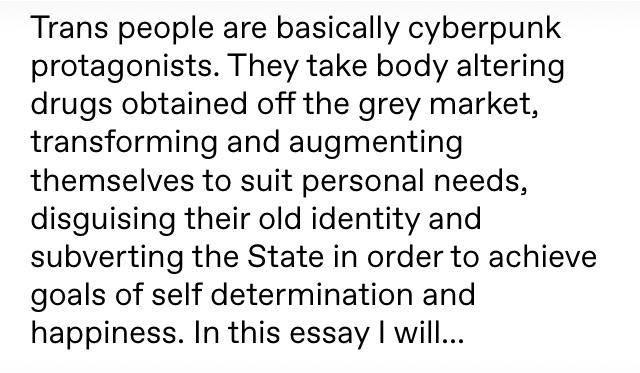 Trans people are basically cyberpunk
protagonists. They take body altering
drugs obtained off the grey market,
transforming and augmenting
themselves to suit personal needs,
disguising their old identity and
subverting the State in order to achieve
goals of self determination and
happiness. In this essay I will...